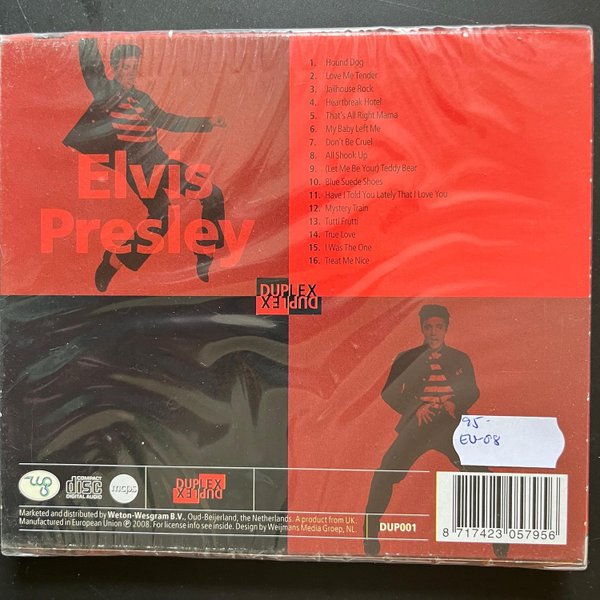 Elvis
Presley
1. Hound Dog
2. Love Me Tender
3. Jailhouse Rock
4. Heartbreak Hotel
5. That's All Right Mama
6. My Baby Left Me
7. Don't Be Cruel
8. All Shook Up
9. (Let Me Be Your) Teddy Bear
10. Blue Suede Shoes
11. Have I Told You Lately That I Love You
12. Mystery Train
13. Tutti Frutti
14. True Love
15. I Was The One
16. Treat Me Nice
DUPLEX
DUPLEX
95-
EU-08
COMPACT
disc
DIGITAL AUDIO
mcps
DUPLEX
DUPLEX
Marketed and distributed by Weton-Wesgram B.V., Oud-Beijerland, the Netherlands. A product from UK.
Manufactured in European Union ℗ 2008. For license info see inside. Design by Weijmans Media Groep, NL.
DUP001
8 717423 057956